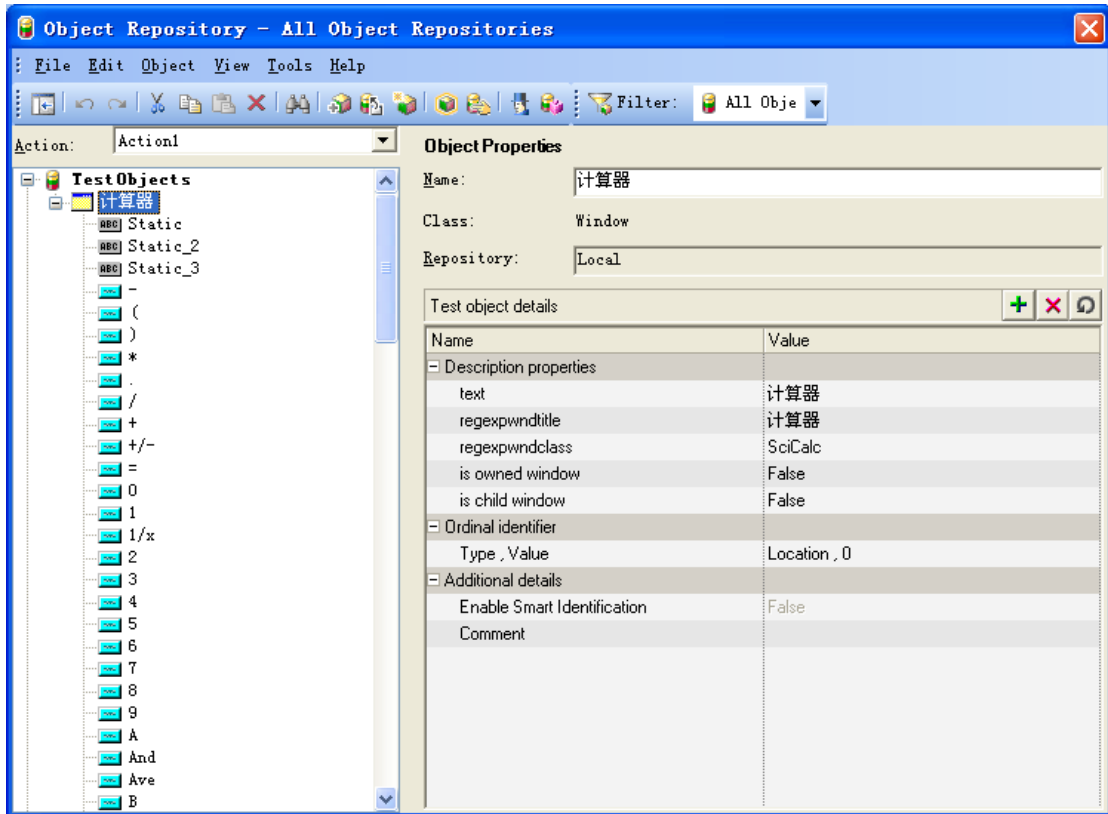 Object Repository - All Object Repositories
File Edit Object View Tools Help
Filter: All Obje
Action: Action1
TestObjects
计算器
ABC Static
ABC Static_2
ABC Static_3
-
(
)
*
.
/
+
+/-
=
0
1
1/x
2
3
4
5
6
7
8
9
A
And
Ave
B
Object Properties
Name: 计算器
Class: Window
Repository: Local
Test object details
Name Value
Description properties
text 计算器
regexpwndtitle 计算器
regexpwndclass SciCalc
is owned window False
is child window False
Ordinal identifier
Type , Value Location , 0
Additional details
Enable Smart Identification False
Comment